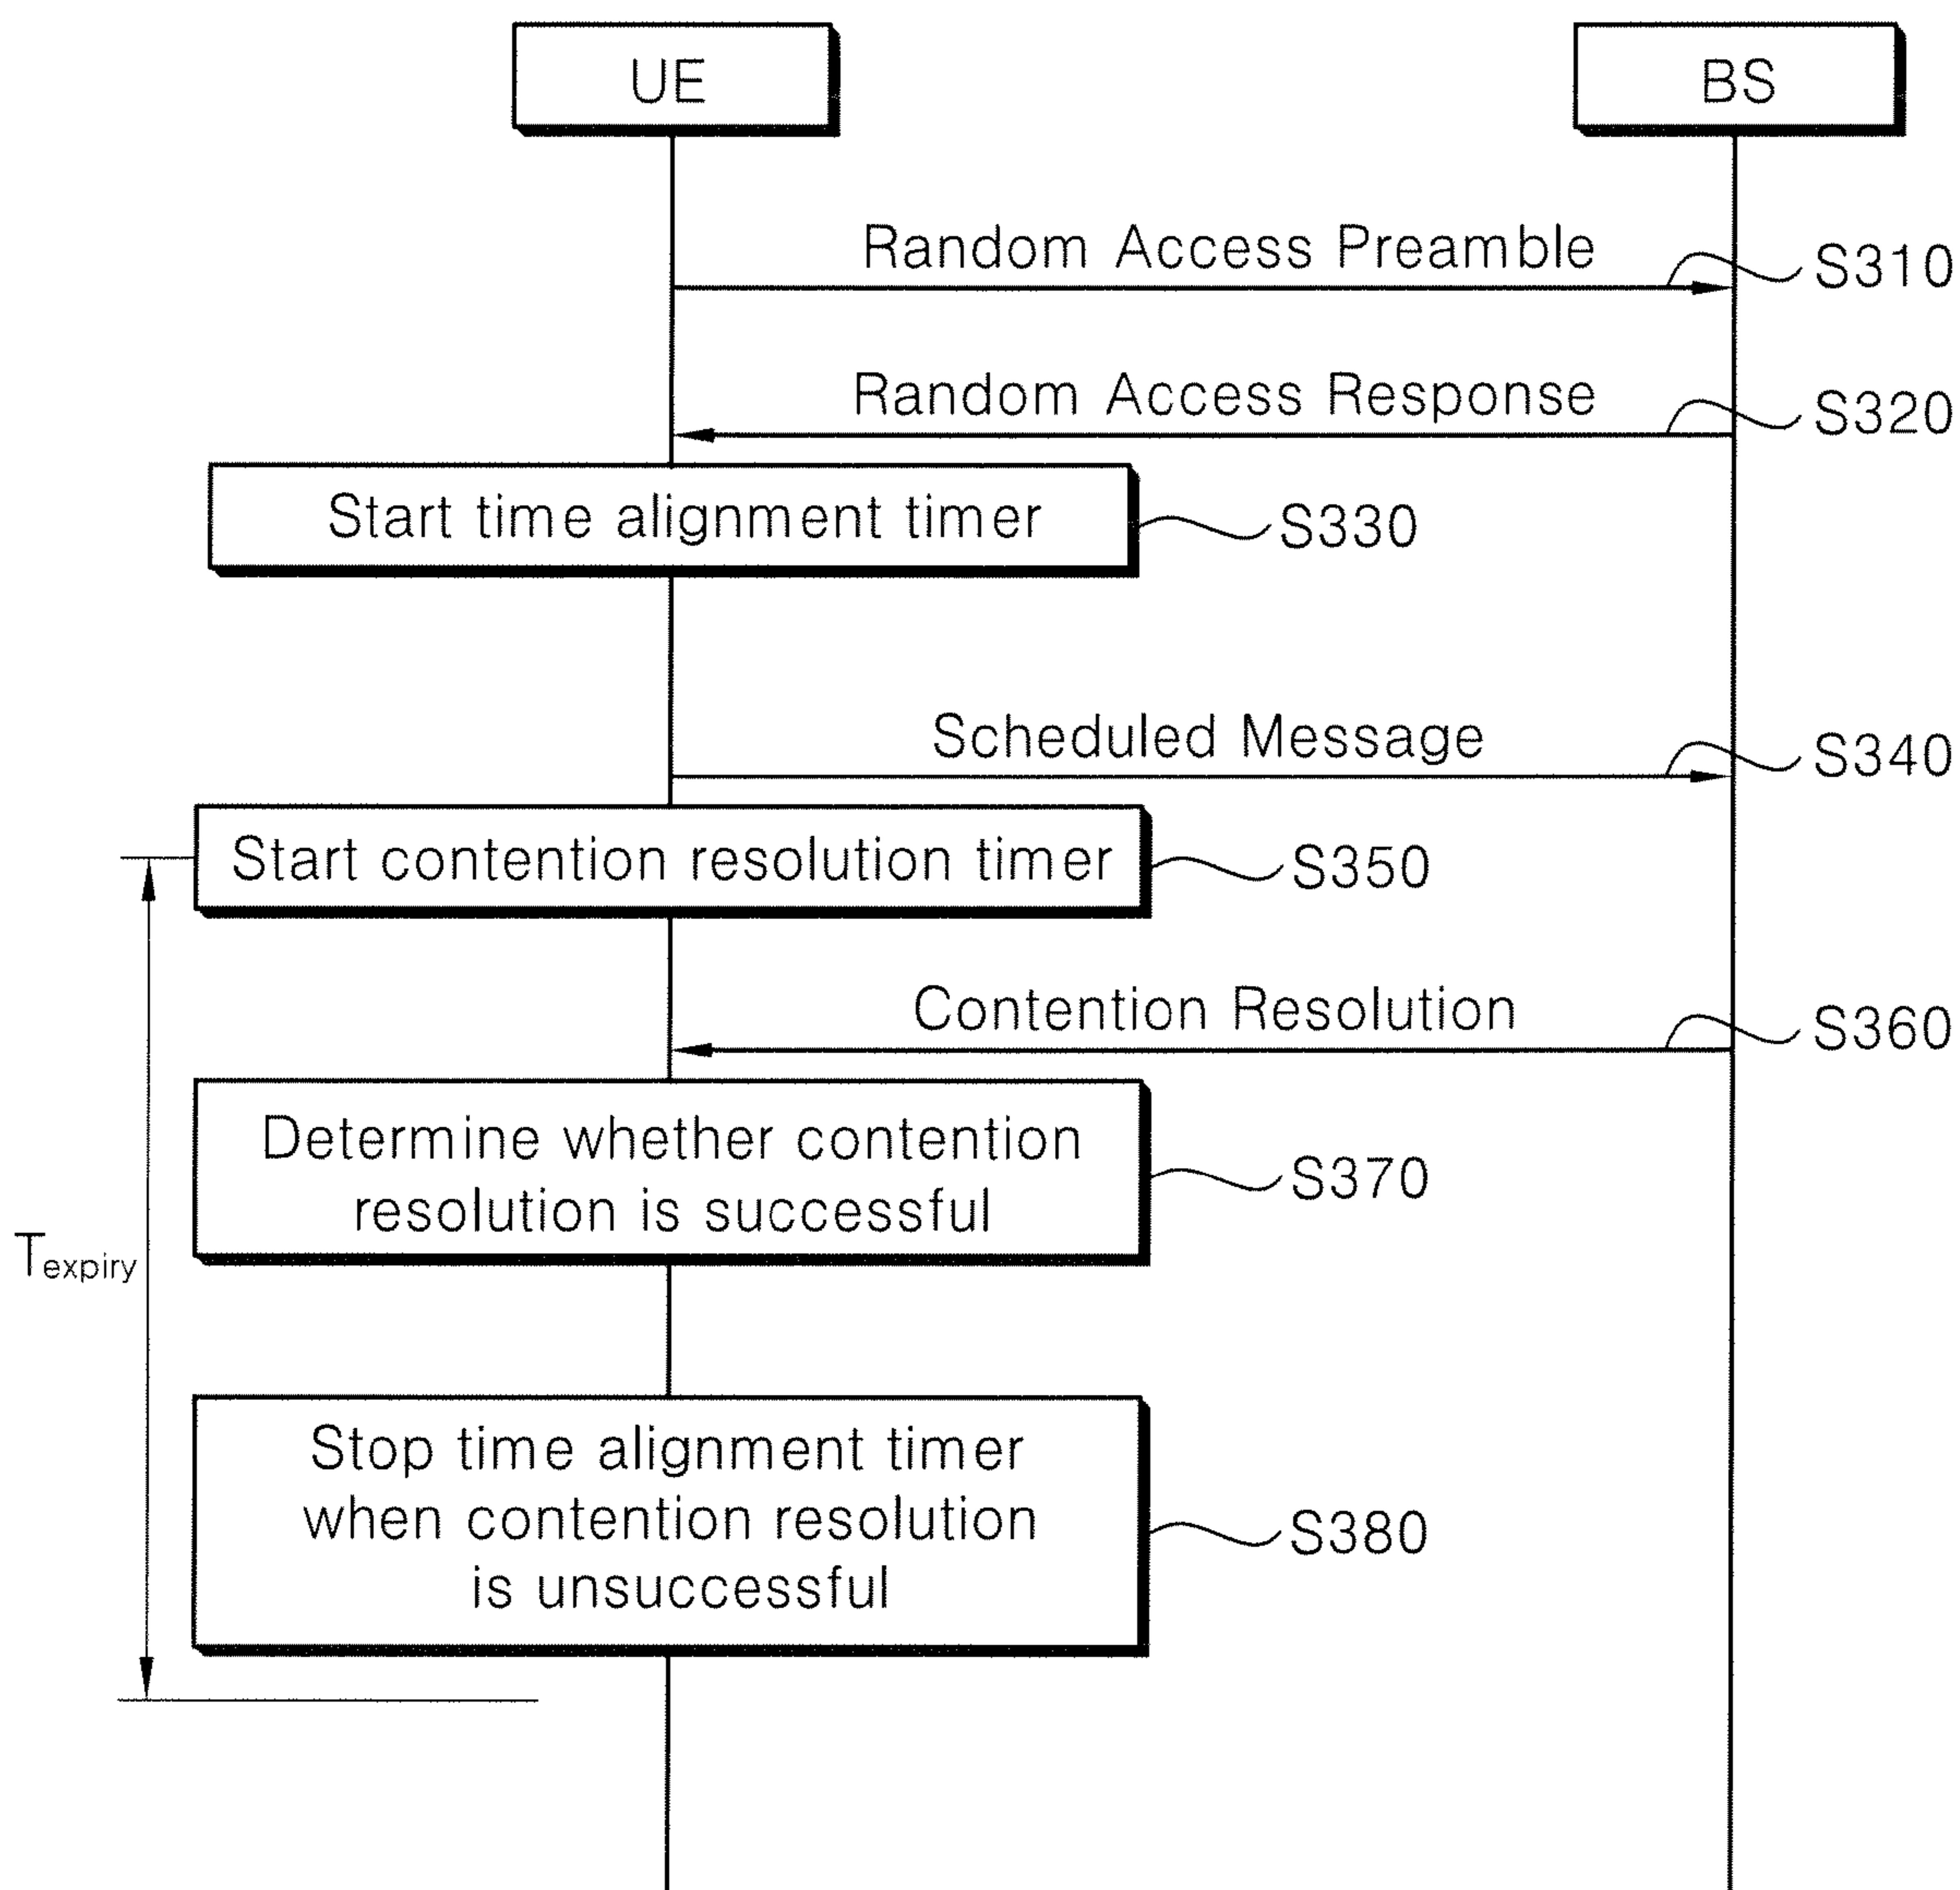 UE
BS
Random Access Preamble
S310
Random Access Response
S320
Start time alignment timer
S330
Scheduled Message
S340
Start contention resolution timer
S350
Contention Resolution
S360
Determine whether contention
resolution is successful
S370
Texpiry
Stop time alignment timer
when contention resolution
is unsuccessful
S380